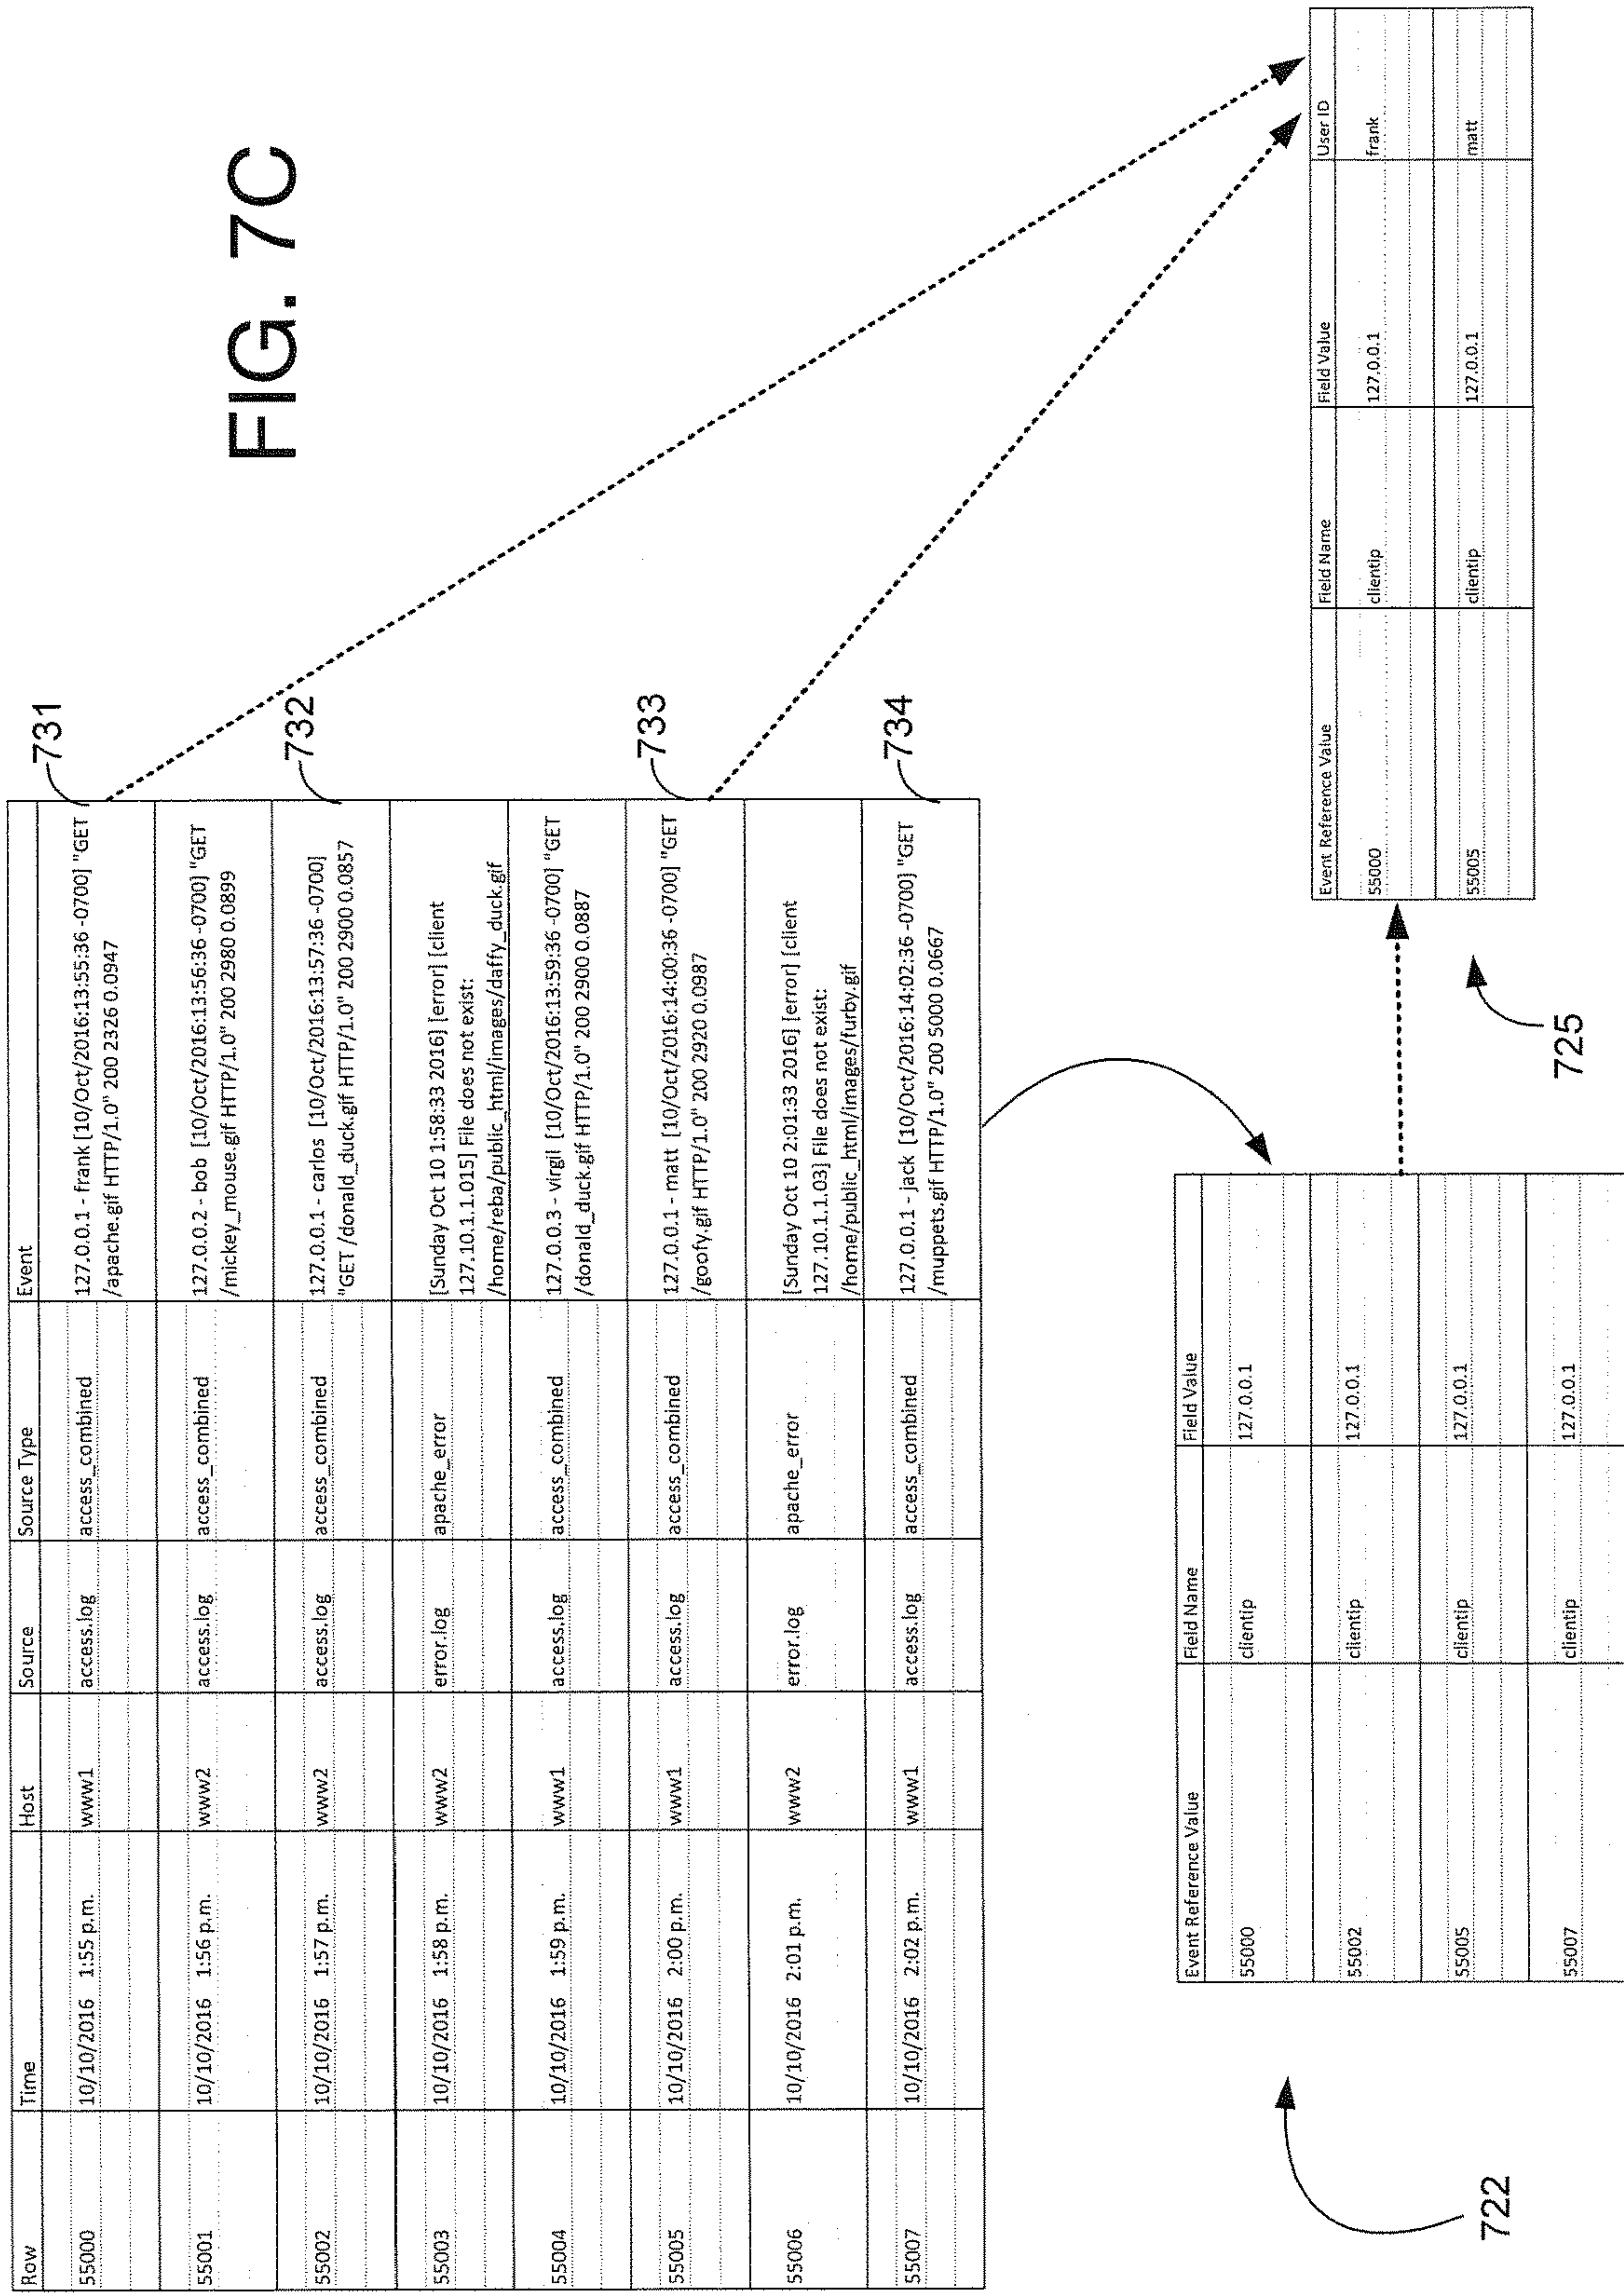 FIG. 7C
Row Time Host Source Source Type Event
55000 10/10/2016 1:55 p.m. www1 access.log access_combined 127.0.0.1 - frank [10/Oct/2016:13:55:36 -0700] "GET
/apache.gif HTTP/1.0" 200 2326 0.0947
731
55001 10/10/2016 1:56 p.m. www2 access.log access_combined 127.0.0.2 - bob [10/Oct/2016:13:56:36 -0700] "GET
/mickey_mouse.gif HTTP/1.0" 200 2980 0.0899
55002 10/10/2016 1:57 p.m. www2 access.log access_combined 127.0.0.1 - carlos [10/Oct/2016:13:57:36 -0700]
"GET /donald_duck.gif HTTP/1.0" 200 2900 0.0857
732
55003 10/10/2016 1:58 p.m. www2 error.log apache_error [Sunday Oct 10 1:58:33 2016] [error] [client
127.10.1.1.015] File does not exist:
/home/reba/public_html/images/daffy_duck.gif
55004 10/10/2016 1:59 p.m. www1 access.log access_combined 127.0.0.3 - virgil [10/Oct/2016:13:59:36 -0700] "GET
/donald_duck.gif HTTP/1.0" 200 2900 0.0887
55005 10/10/2016 2:00 p.m. www1 access.log access_combined 127.0.0.1 - matt [10/Oct/2016:14:00:36 -0700] "GET
/goofy.gif HTTP/1.0" 200 2920 0.0987
733
55006 10/10/2016 2:01 p.m. www2 error.log apache_error [Sunday Oct 10 2:01:33 2016] [error] [client
127.10.1.1.03] File does not exist:
/home/public_html/images/furby.gif
55007 10/10/2016 2:02 p.m. www1 access.log access_combined 127.0.0.1 - jack [10/Oct/2016:14:02:36 -0700] "GET
/muppets.gif HTTP/1.0" 200 5000 0.0667
734
722
Event Reference Value Field Name Field Value
55000 clientip 127.0.0.1
55002 clientip 127.0.0.1
55005 clientip 127.0.0.1
55007 clientip 127.0.0.1
725
Event Reference Value Field Name Field Value User ID
55000 clientip 127.0.0.1 frank
55005 clientip 127.0.0.1 matt